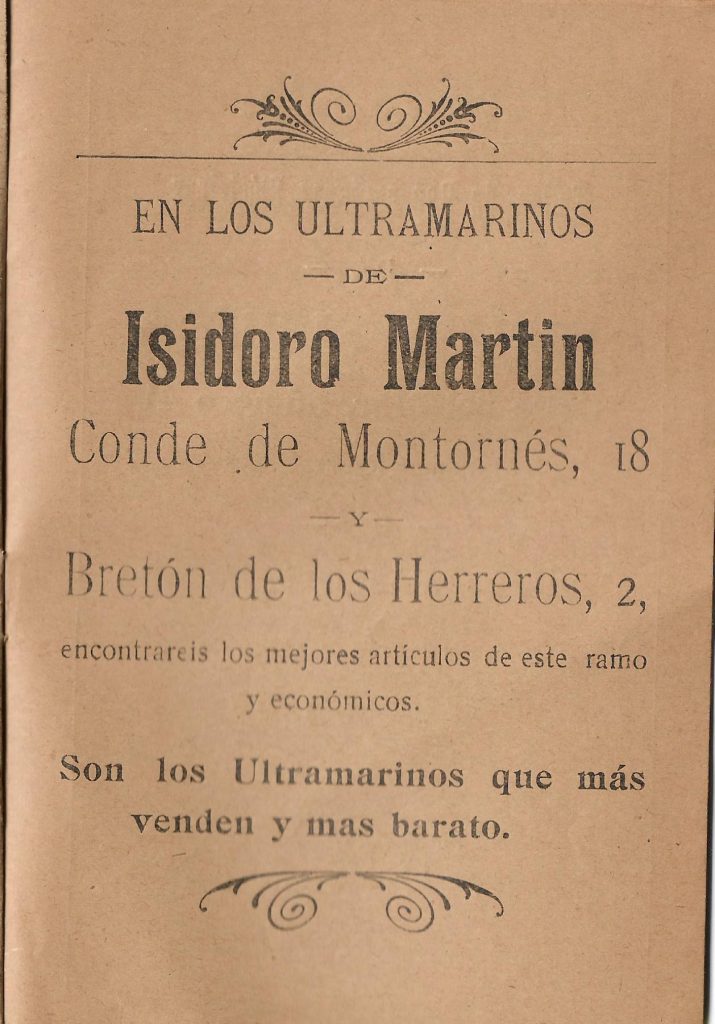 EN LOS ULTRAMARINOS
— DE —
Isidoro Martin
Conde de Montornés, 18
— Y —
Bretón de los Herreros, 2,
encontrareis los mejores artículos de este ramo
y económicos.
Son los Ultramarinos que más
venden y mas barato.